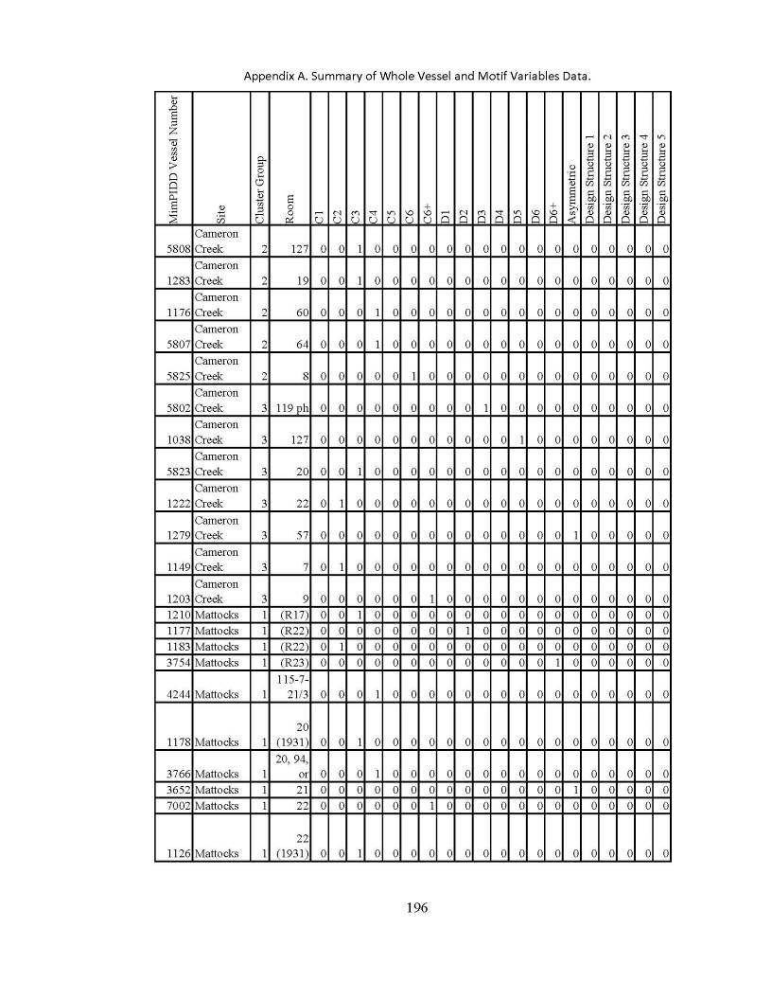 Appendix A. Summary of Whole Vessel and Motif Variables Data.
MimPIDD Vessel Number Site Cluster Group Room C1 C2 C3 C4 C5 C6 C6+ D1 D2 D3 D4 D5 D6 D6+ Asymmetric Design Structure 1 Design Structure 2 Design Structure 3 Design Structure 4 Design Structure 5
Cameron
5808 Creek 2 127 0 0 1 0 0 0 0 0 0 0 0 0 0 0 0 0 0 0 0 0
Cameron
1283 Creek 2 19 0 0 1 0 0 0 0 0 0 0 0 0 0 0 0 0 0 0 0 0
Cameron
1176 Creek 2 60 0 0 0 1 0 0 0 0 0 0 0 0 0 0 0 0 0 0 0 0
Cameron
5807 Creek 2 64 0 0 0 1 0 0 0 0 0 0 0 0 0 0 0 0 0 0 0 0
Cameron
5825 Creek 2 8 0 0 0 0 0 1 0 0 0 0 0 0 0 0 0 0 0 0 0 0
Cameron
5802 Creek 3 119 ph 0 0 0 0 0 0 0 0 0 1 0 0 0 0 0 0 0 0 0 0
Cameron
1038 Creek 3 127 0 0 0 0 0 0 0 0 0 0 0 1 0 0 0 0 0 0 0 0
Cameron
5823 Creek 3 20 0 0 1 0 0 0 0 0 0 0 0 0 0 0 0 0 0 0 0 0
Cameron
1222 Creek 3 22 0 1 0 0 0 0 0 0 0 0 0 0 0 0 0 0 0 0 0 0
Cameron
1279 Creek 3 57 0 0 0 0 0 0 0 0 0 0 0 0 0 0 1 0 0 0 0 0
Cameron
1149 Creek 3 7 0 1 0 0 0 0 0 0 0 0 0 0 0 0 0 0 0 0 0 0
Cameron
1203 Creek 3 9 0 0 0 0 0 0 1 0 0 0 0 0 0 0 0 0 0 0 0 0
1210 Mattocks 1 (R17) 0 0 1 0 0 0 0 0 0 0 0 0 0 0 0 0 0 0 0 0
1177 Mattocks 1 (R22) 0 0 0 0 0 0 0 0 1 0 0 0 0 0 0 0 0 0 0 0
1183 Mattocks 1 (R22) 0 1 0 0 0 0 0 0 0 0 0 0 0 0 0 0 0 0 0 0
3754 Mattocks 1 (R23) 0 0 0 0 0 0 0 0 0 0 0 0 0 1 0 0 0 0 0 0
115-7-
4244 Mattocks 1 21/3 0 0 0 1 0 0 0 0 0 0 0 0 0 0 0 0 0 0 0 0
20
1178 Mattocks 1 (1931) 0 0 1 0 0 0 0 0 0 0 0 0 0 0 0 0 0 0 0 0
20, 94,
3766 Mattocks 1 or 0 0 0 1 0 0 0 0 0 0 0 0 0 0 0 0 0 0 0 0
3652 Mattocks 1 21 0 0 0 0 0 0 0 0 0 0 0 0 0 0 1 0 0 0 0 0
7002 Mattocks 1 22 0 0 0 0 0 0 1 0 0 0 0 0 0 0 0 0 0 0 0 0
22
1126 Mattocks 1 (1931) 0 0 1 0 0 0 0 0 0 0 0 0 0 0 0 0 0 0 0 0
196